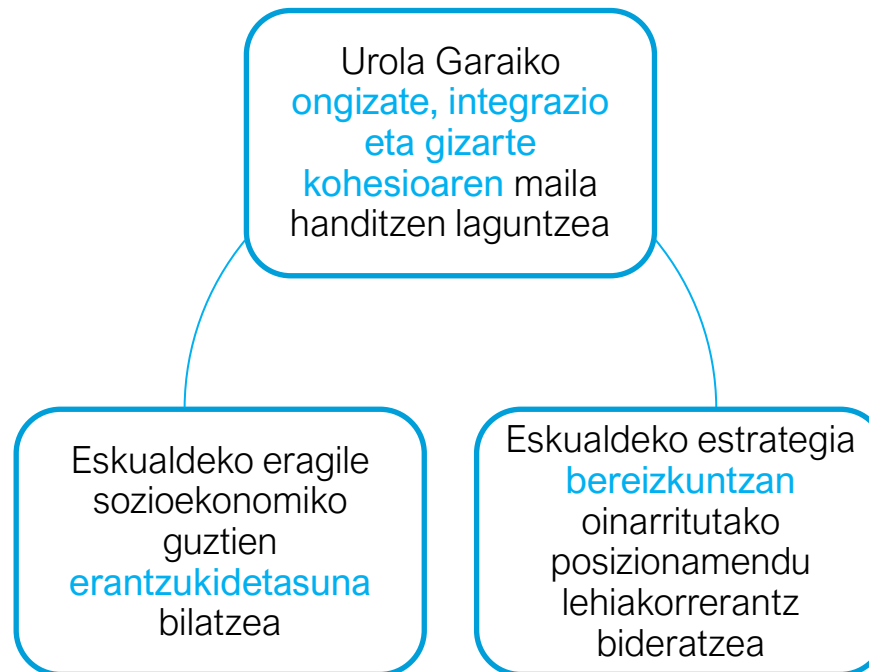 Urola Garaiko
ongizate, integrazio
eta gizarte
kohesioaren maila
handitzen laguntzea
Eskualdeko eragile
sozioekonomiko
guztien
erantzukidetasuna
bilatzea
Eskualdeko estrategia
bereizkuntzan
oinarritutako
posizionamendu
lehiakorrerantz
bideratzea